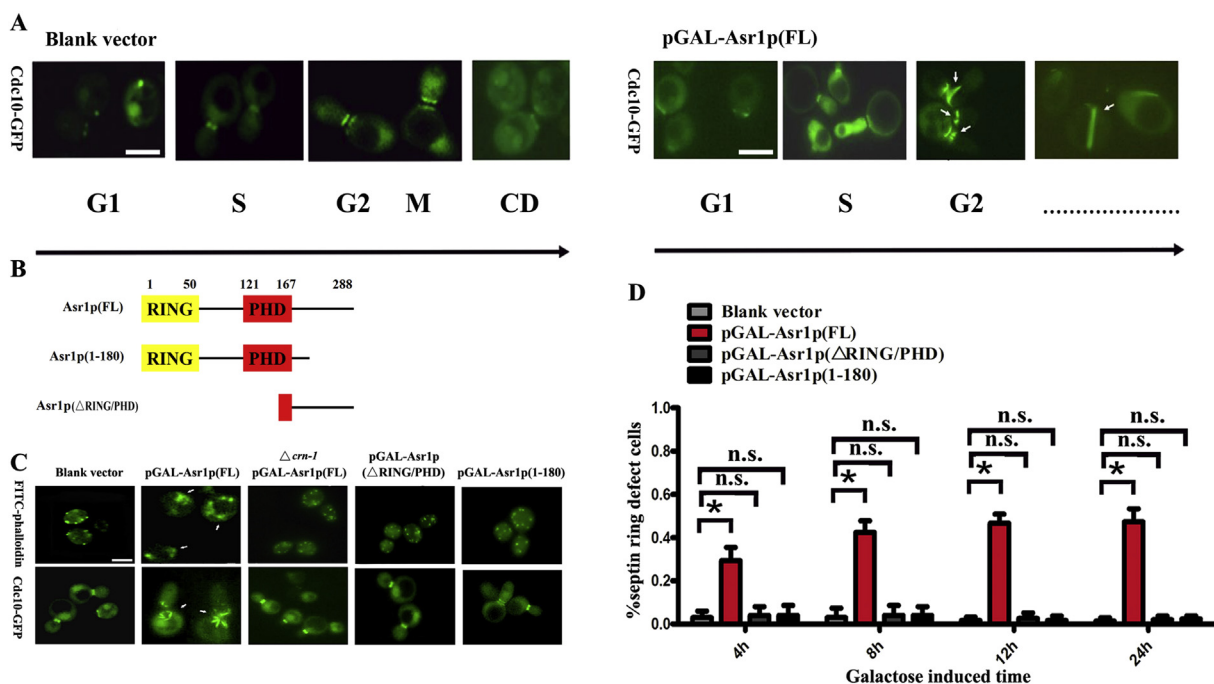 A
Blank vector
pGAL-Asr1p(FL)
Cdc10-GFP
Cdc10-GFP
G1 S G2 M CD
G1 S G2 ........................
B
1 50 121 167 288
Asr1p(FL) RING PHD
Asr1p(1-180) RING PHD
Asr1p(△RING/PHD)
C
Blank vector
pGAL-Asr1p(FL)
△crn-1
pGAL-Asr1p(FL)
pGAL-Asr1p
(△RING/PHD)
pGAL-Asr1p(1-180)
FITC-phalloidin
Cdc10-GFP
D
Blank vector
pGAL-Asr1p(FL)
pGAL-Asr1p(△RING/PHD)
pGAL-Asr1p(1-180)
%septin ring defect cells
1.0
0.8
0.6
0.4
0.2
0.0
n.s. n.s. *
n.s. n.s. *
n.s. n.s. *
n.s. n.s. *
4h 8h 12h 24h
Galactose induced time